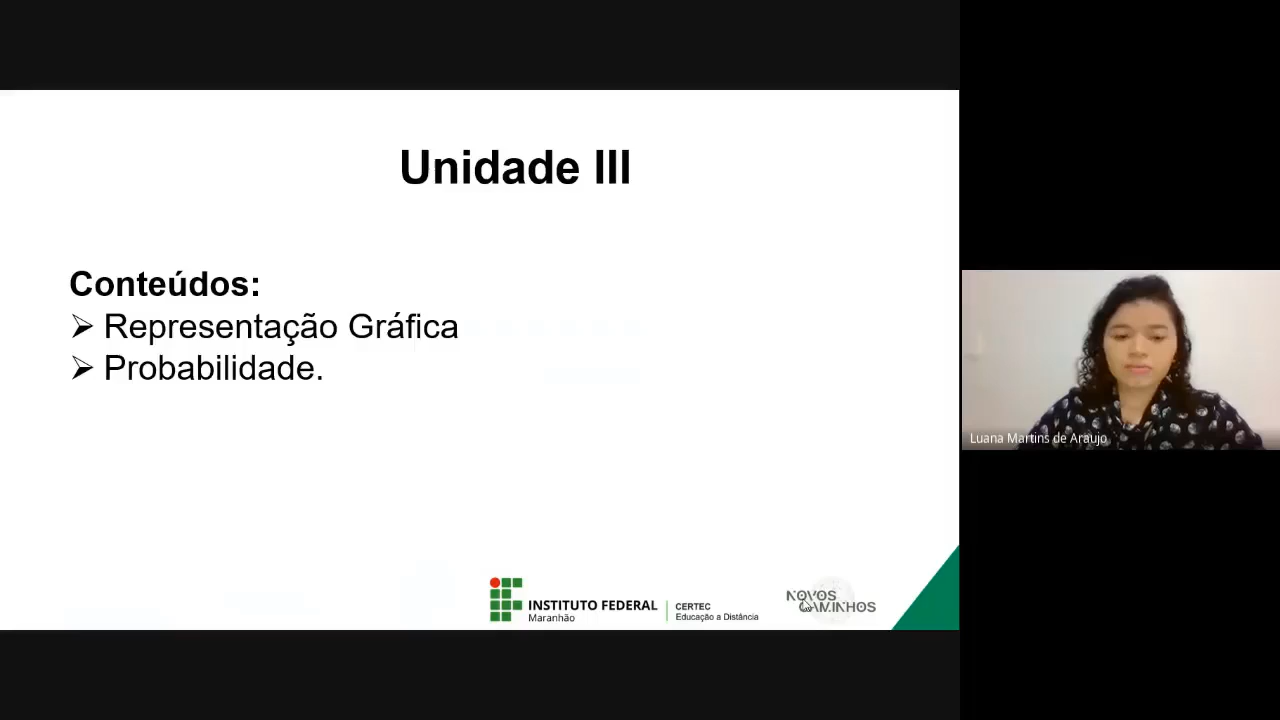 Unidade III
Conteúdos:
➢ Representação Gráfica
➢ Probabilidade.
Luana Martins de Araujo
INSTITUTO FEDERAL
Maranhão
CERTEC
Educação a Distância
NOVOS
CAMINHOS